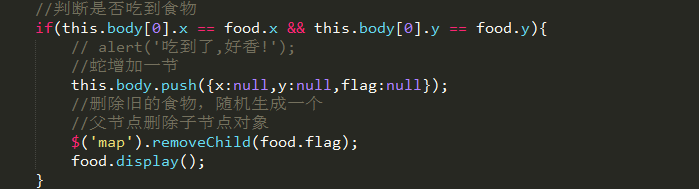 //判断是否吃到食物
if(this.body[0].x == food.x && this.body[0].y == food.y){
// alert('吃到了,好香!');
//蛇增加一节
this.body.push({x:null,y:null,flag:null});
//删除旧的食物，随机生成一个
//父节点删除子节点对象
$('map').removeChild(food.flag);
food.display();
}